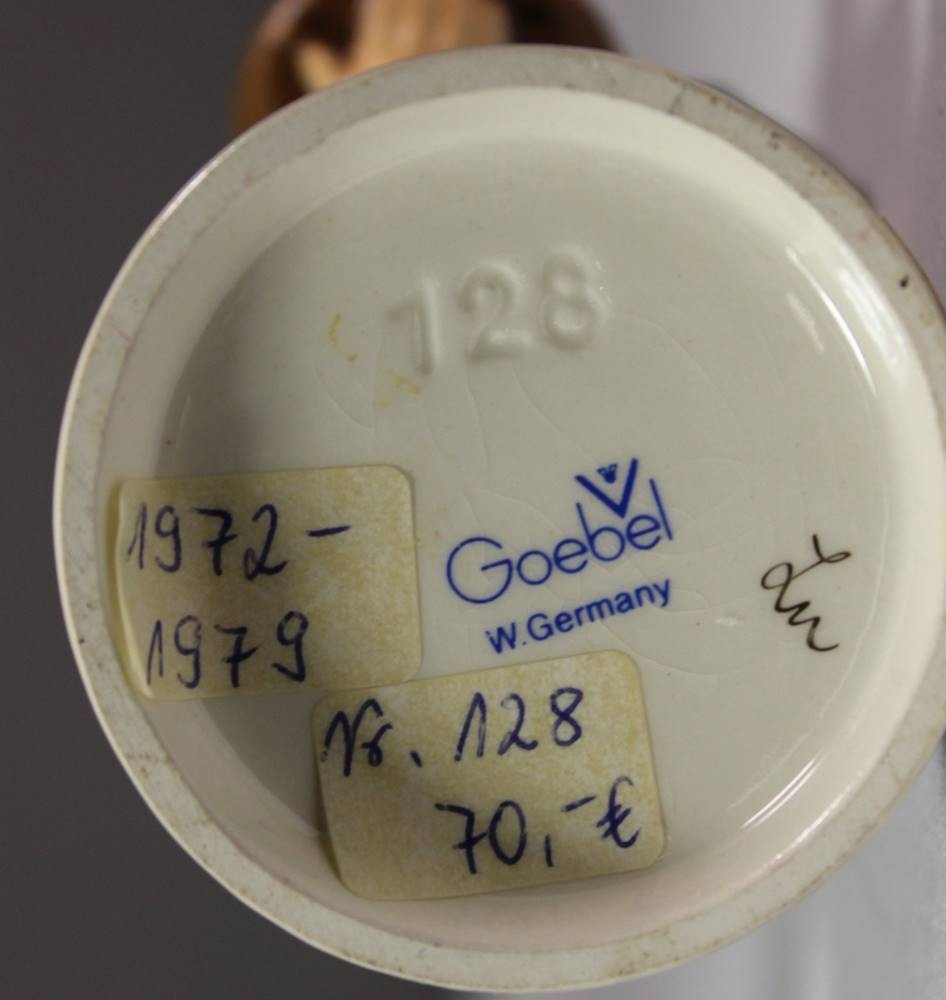 128
Goebel
W.Germany
1972-
1979
Nr. 128
70,-€